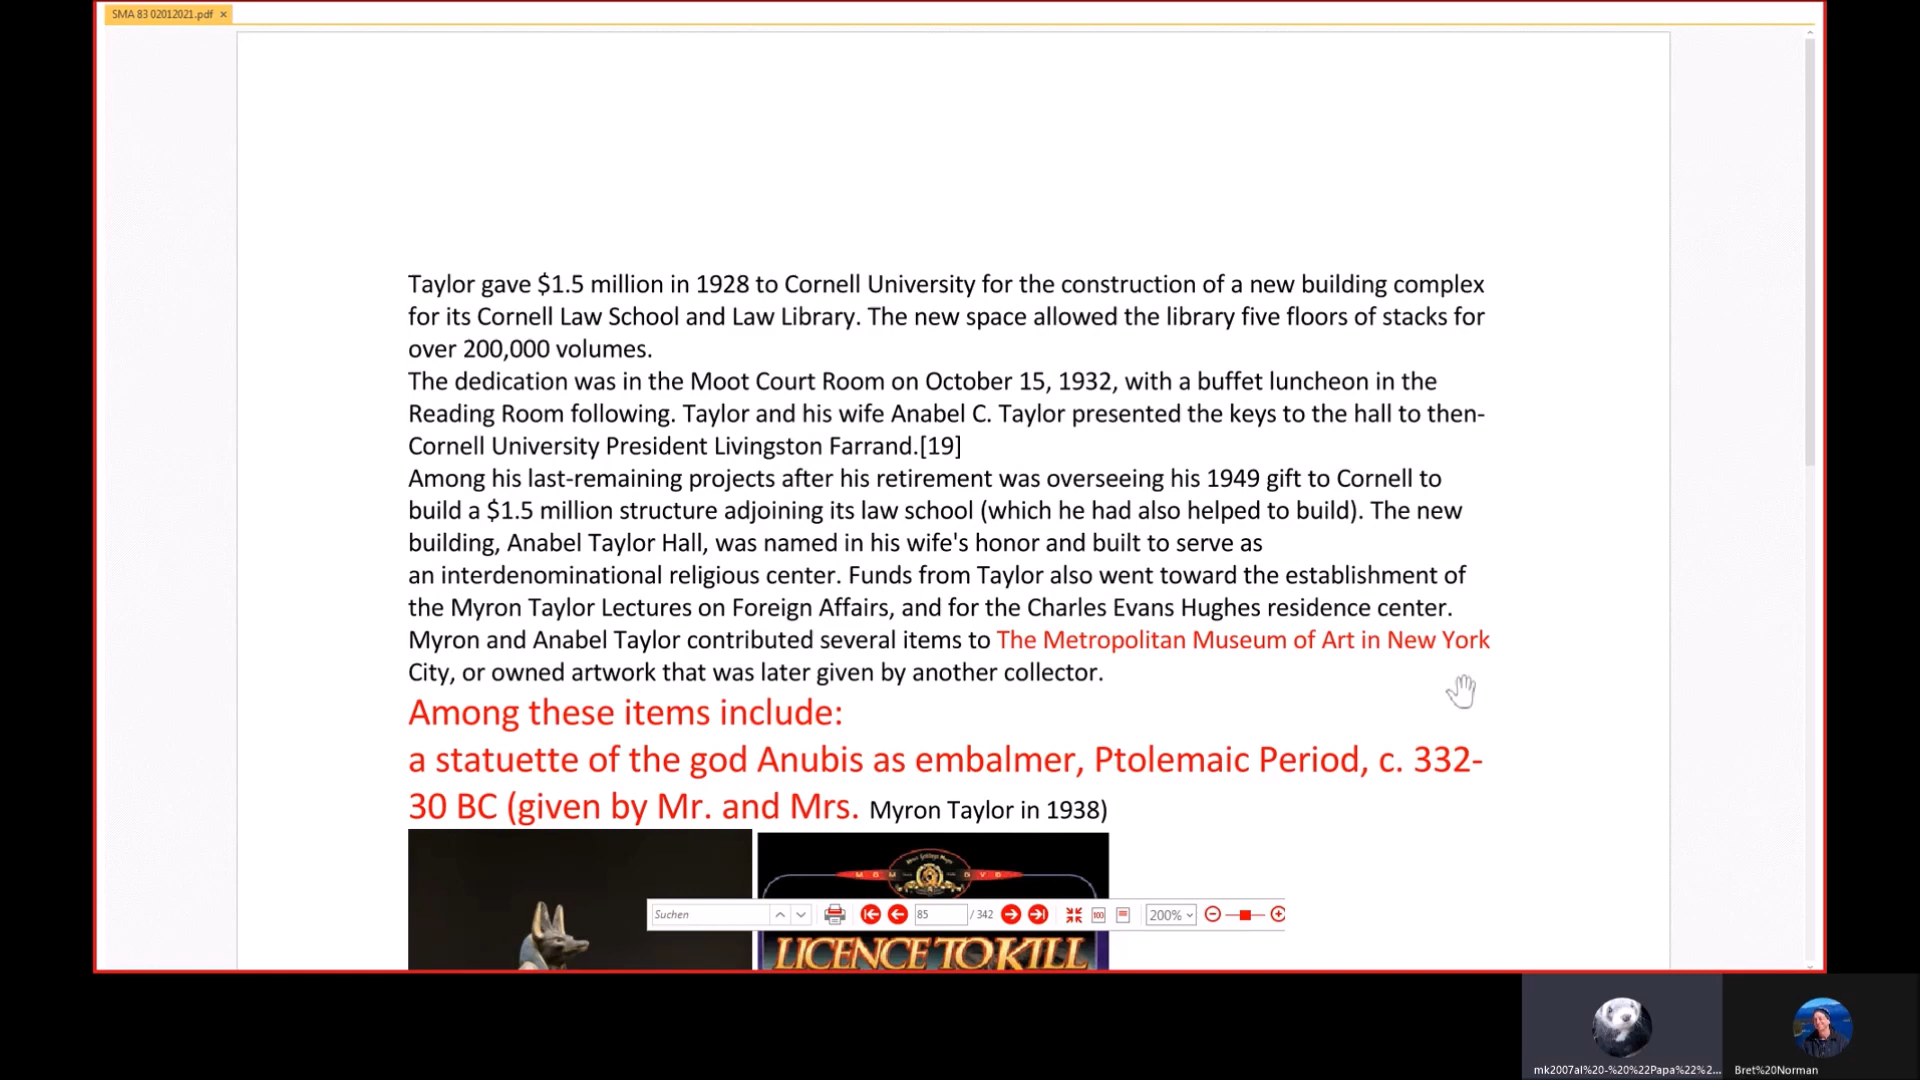 SMA 83 02012021.pdf ×
Taylor gave $1.5 million in 1928 to Cornell University for the construction of a new building complex
for its Cornell Law School and Law Library. The new space allowed the library five floors of stacks for
over 200,000 volumes.
The dedication was in the Moot Court Room on October 15, 1932, with a buffet luncheon in the
Reading Room following. Taylor and his wife Anabel C. Taylor presented the keys to the hall to then-
Cornell University President Livingston Farrand.[19]
Among his last-remaining projects after his retirement was overseeing his 1949 gift to Cornell to
build a $1.5 million structure adjoining its law school (which he had also helped to build). The new
building, Anabel Taylor Hall, was named in his wife's honor and built to serve as
an interdenominational religious center. Funds from Taylor also went toward the establishment of
the Myron Taylor Lectures on Foreign Affairs, and for the Charles Evans Hughes residence center.
Myron and Anabel Taylor contributed several items to The Metropolitan Museum of Art in New York
City, or owned artwork that was later given by another collector.
Among these items include:
a statuette of the god Anubis as embalmer, Ptolemaic Period, c. 332-
30 BC (given by Mr. and Mrs. Myron Taylor in 1938)
MGM DVD
Suchen 85 / 342 100 200%
LICENCE TO KILL
mk2007al%20-%20%22Papa%22%2...
Bret%20Norman